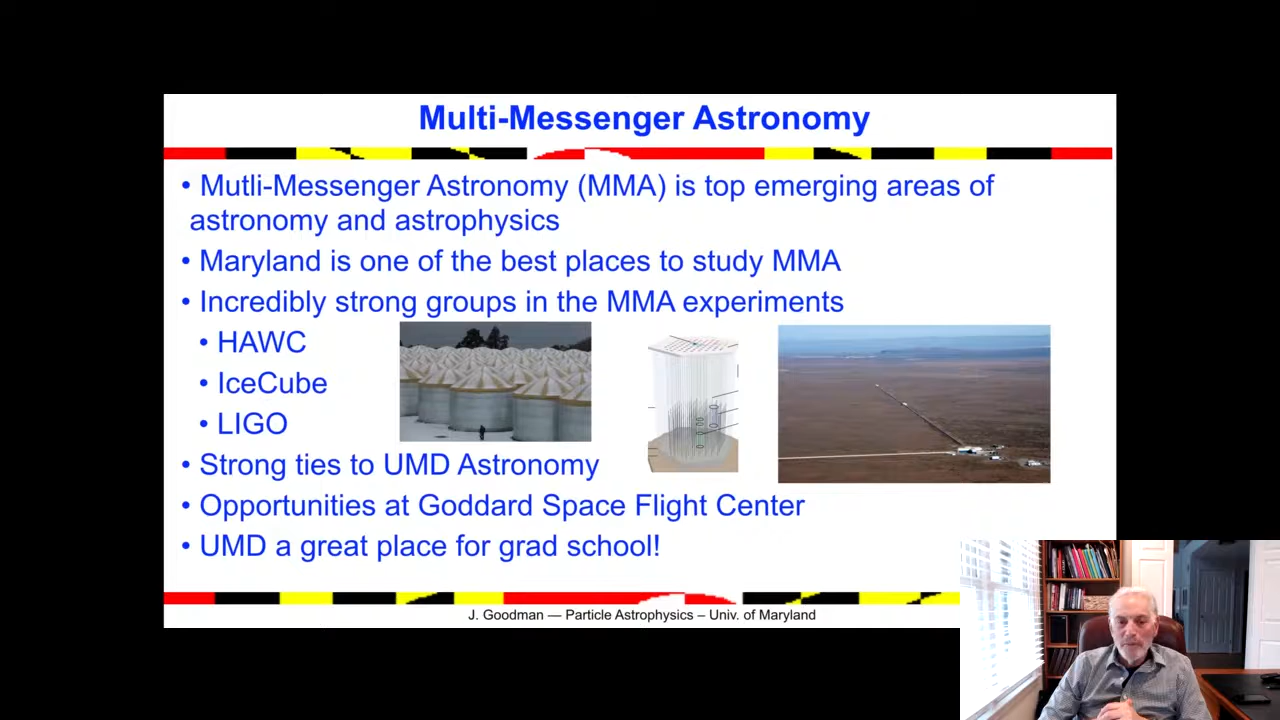 Multi-Messenger Astronomy
• Mutli-Messenger Astronomy (MMA) is top emerging areas of
astronomy and astrophysics
• Maryland is one of the best places to study MMA
• Incredibly strong groups in the MMA experiments
• HAWC
• IceCube
• LIGO
• Strong ties to UMD Astronomy
• Opportunities at Goddard Space Flight Center
• UMD a great place for grad school!
J. Goodman — Particle Astrophysics – Univ. of Maryland